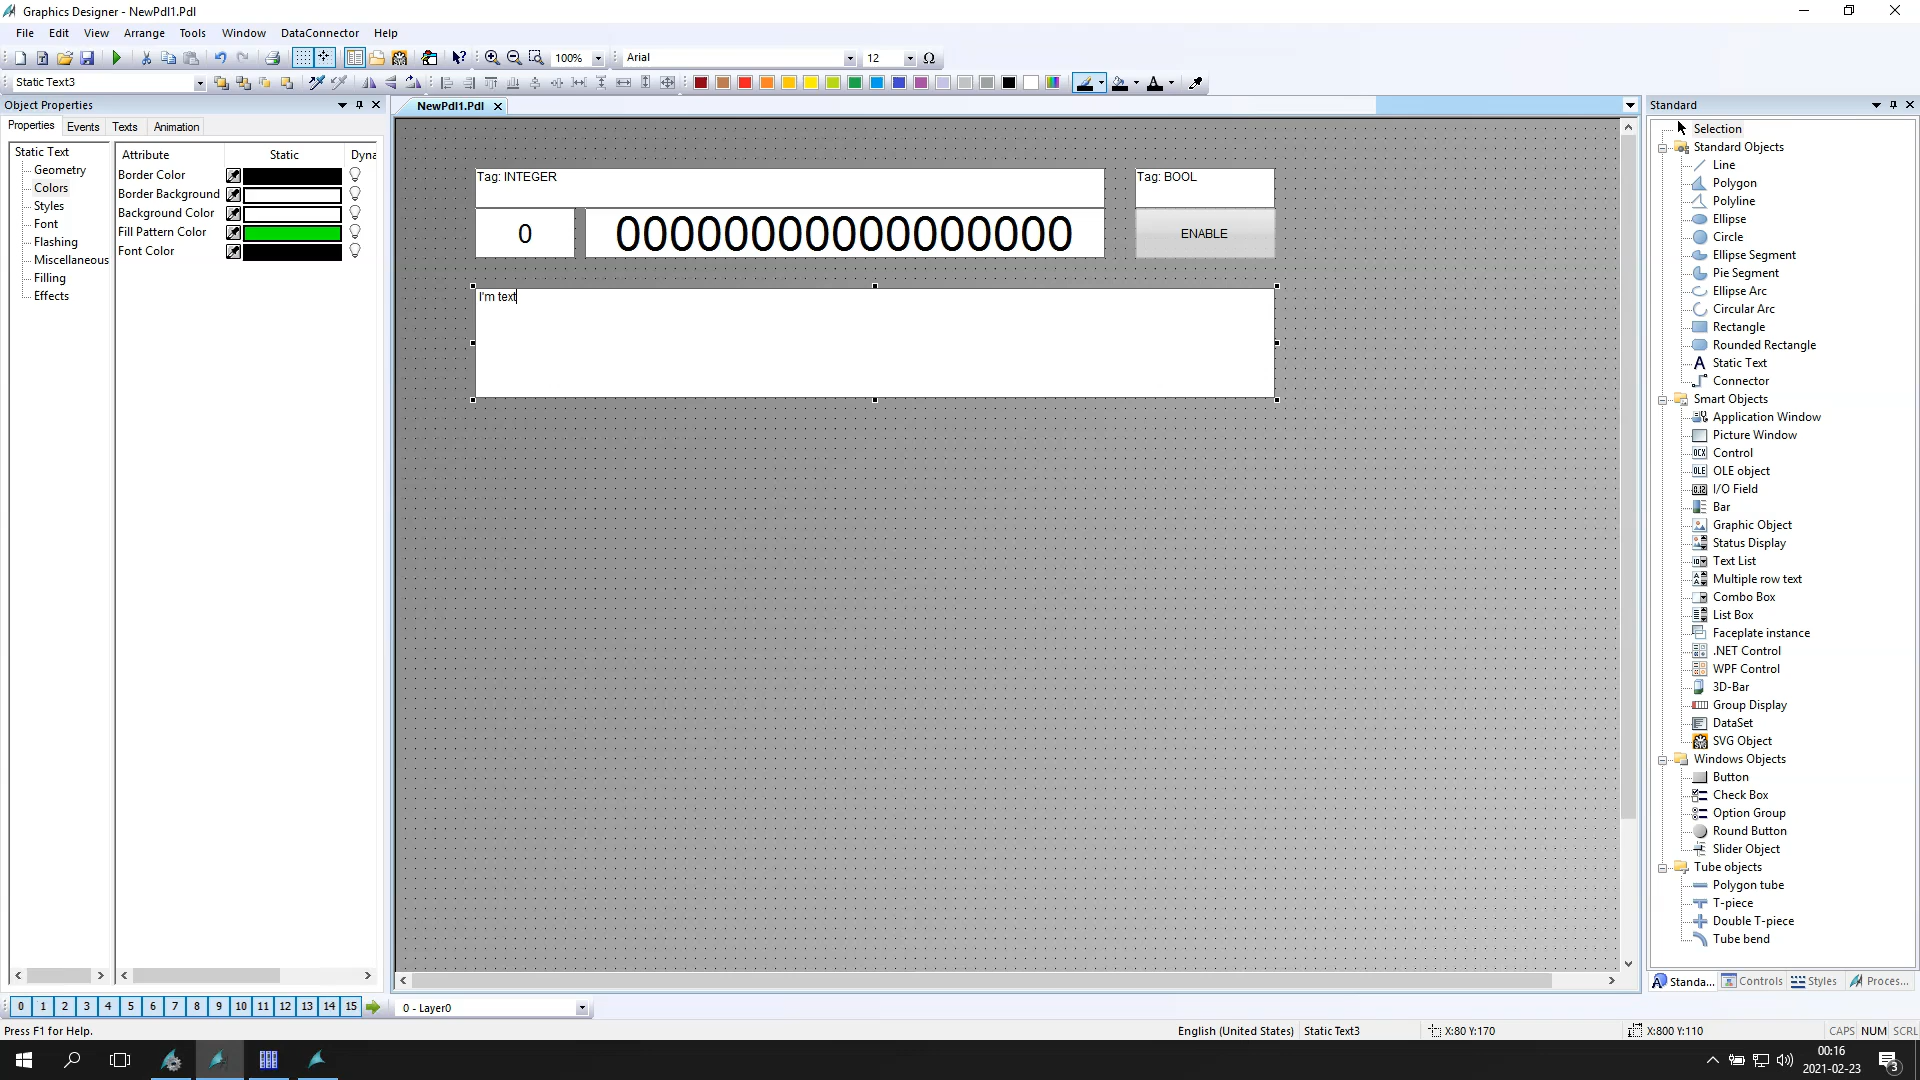 Graphics Designer - NewPdl1.Pdl
File Edit View Arrange Tools Window DataConnector Help
100% Arial 12 Ω
Static Text3 A
Object Properties
NewPdl1.Pdl
Standard
Properties Events Texts Animation
Static Text
Geometry
Colors
Styles
Font
Flashing
Miscellaneous
Filling
Effects
Attribute Static Dyna
Border Color
Border Background
Background Color
Fill Pattern Color
Font Color
Tag: INTEGER
Tag: BOOL
0
00000000000000000
ENABLE
I'm text
Selection
Standard Objects
Line
Polygon
Polyline
Ellipse
Circle
Ellipse Segment
Pie Segment
Ellipse Arc
Circular Arc
Rectangle
Rounded Rectangle
A Static Text
Connector
Smart Objects
Application Window
Picture Window
OCX Control
OLE OLE object
0.12 I/O Field
Bar
Graphic Object
Status Display
Text List
Multiple row text
Combo Box
List Box
Faceplate instance
.NET Control
WPF Control
3D-Bar
Group Display
DataSet
SVG Object
Windows Objects
Button
Check Box
Option Group
Round Button
Slider Object
Tube objects
Polygon tube
T-piece
Double T-piece
Tube bend
Standa... Controls Styles Proces...
0 1 2 3 4 5 6 7 8 9 10 11 12 13 14 15 0 - Layer0
Press F1 for Help.
English (United States) Static Text3 X:80 Y:170 X:800 Y:110 CAPS NUM SCRL
00:16
2021-02-23
3